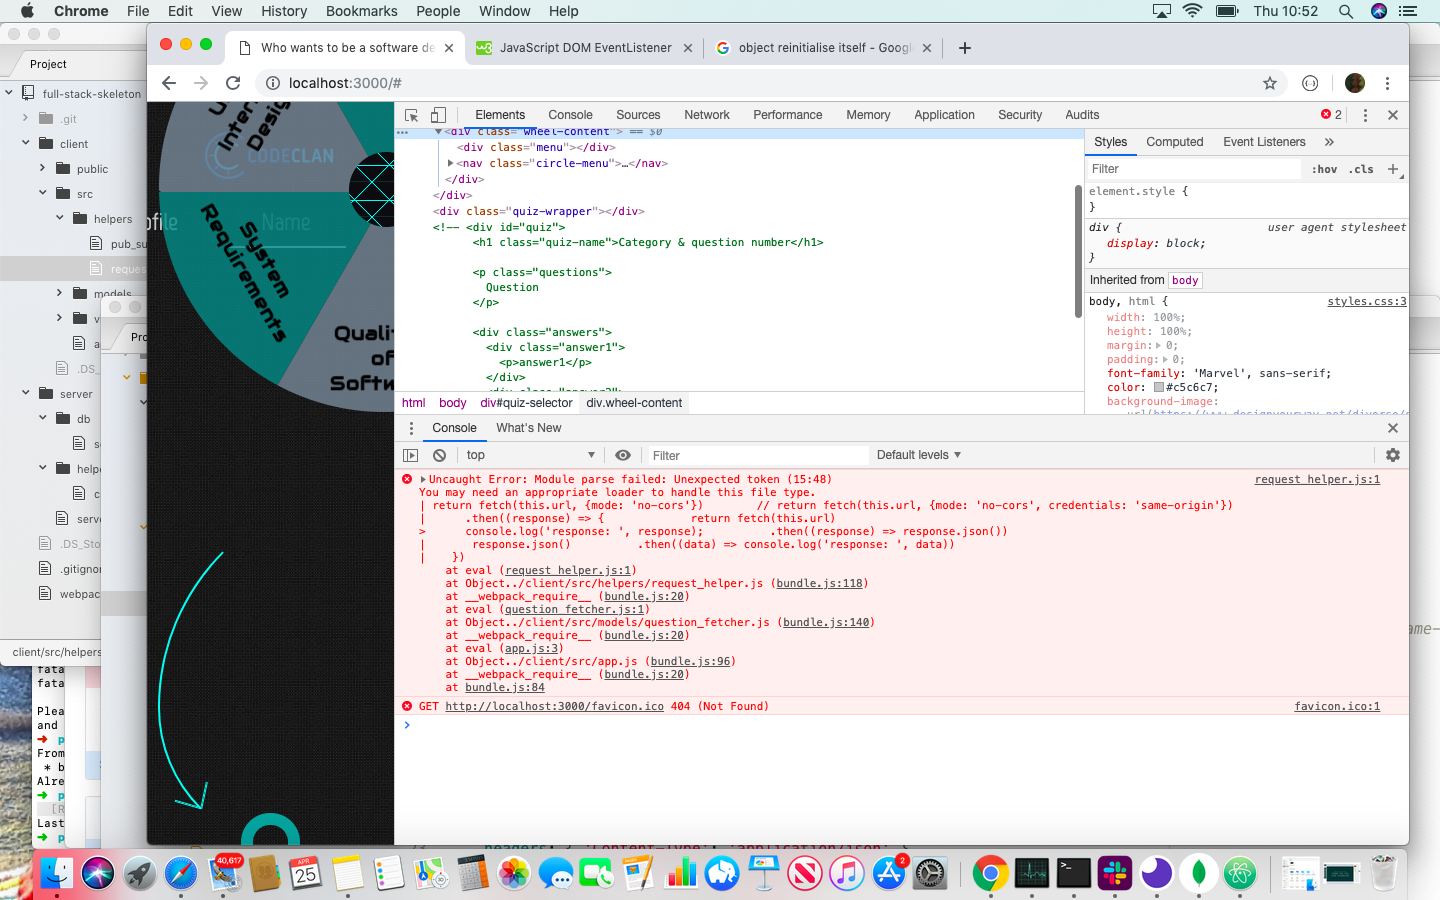 Chrome File Edit View History Bookmarks People Window Help Thu 10:52
Project
full-stack-skeleton
.git
client
public
src
helpers
pub_su
reques
models
v
a
.DS_
server
db
se
helpe
c
serve
.DS_Sto
.gitignor
webpac
client/src/helpers
Pro
fata
fata
Plea
and
From
* b
Alre
Last
Who wants to be a software de
JavaScript DOM EventListener
object reinitialise itself - Googl
localhost:3000/#
Interf
Design
CODECLAN
System
Requirements
Qualit
of
Softw
ofile
Name
Elements Console Sources Network Performance Memory Application Security Audits 2
<div class="wheel-content"> == $0
<div class="menu"></div>
<nav class="circle-menu">…</nav>
</div>
</div>
<div class="quiz-wrapper"></div>
<!-- <div id="quiz">
<h1 class="quiz-name">Category & question number</h1>
<p class="questions">
Question
</p>
<div class="answers">
<div class="answer1">
<p>answer1</p>
</div>
html body div#quiz-selector div.wheel-content
Styles Computed Event Listeners »
Filter :hov .cls +
element.style {
}
div { user agent stylesheet
display: block;
}
Inherited from body
body, html { styles.css:3
width: 100%;
height: 100%;
margin: 0;
padding: 0;
font-family: 'Marvel', sans-serif;
color: #c5c6c7;
background-image:
Console What's New
top Filter Default levels
Uncaught Error: Module parse failed: Unexpected token (15:48) request_helper.js:1
You may need an appropriate loader to handle this file type.
| return fetch(this.url, {mode: 'no-cors'}) // return fetch(this.url, {mode: 'no-cors', credentials: 'same-origin'})
| .then((response) => { return fetch(this.url)
> console.log('response: ', response); .then((response) => response.json())
| response.json() .then((data) => console.log('response: ', data))
| })
at eval (request_helper.js:1)
at Object../client/src/helpers/request_helper.js (bundle.js:118)
at __webpack_require__ (bundle.js:20)
at eval (question_fetcher.js:1)
at Object../client/src/models/question_fetcher.js (bundle.js:140)
at __webpack_require__ (bundle.js:20)
at eval (app.js:3)
at Object../client/src/app.js (bundle.js:96)
at __webpack_require__ (bundle.js:20)
at bundle.js:84
GET http://localhost:3000/favicon.ico 404 (Not Found) favicon.ico:1
>
ame-
40,617
APR
25
2